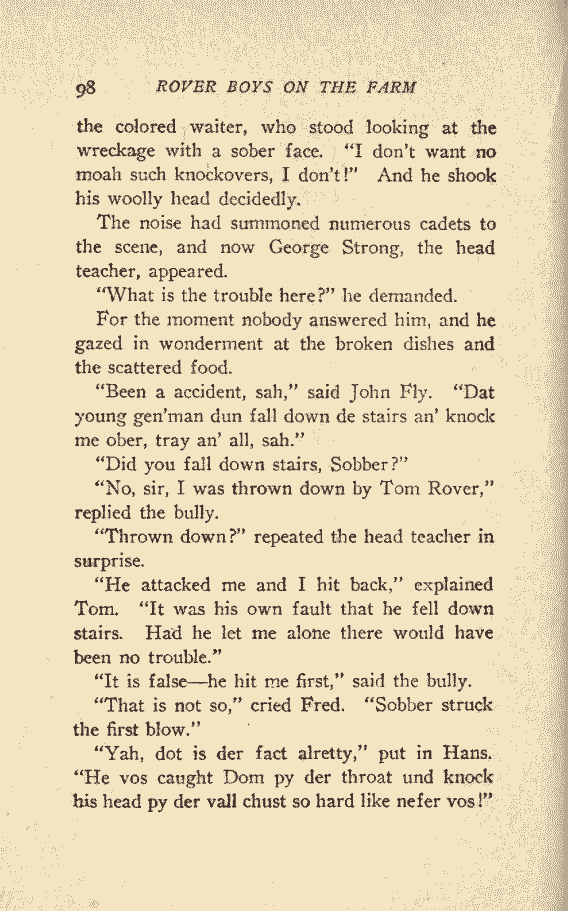 98 ROVER BOYS ON THE FARM
the colored waiter, who stood looking at the
wreckage with a sober face. "I don't want no
moah such knockovers, I don't!" And he shook
his woolly head decidedly.
The noise had summoned numerous cadets to
the scene, and now George Strong, the head
teacher, appeared.
"What is the trouble here?" he demanded.
For the moment nobody answered him, and he
gazed in wonderment at the broken dishes and
the scattered food.
"Been a accident, sah," said John Fly. "Dat
young gen'man dun fall down de stairs an' knock
me ober, tray an' all, sah."
"Did you fall down stairs, Sobber?"
"No, sir, I was thrown down by Tom Rover,"
replied the bully.
"Thrown down?" repeated the head teacher in
surprise.
"He attacked me and I hit back," explained
Tom. "It was his own fault that he fell down
stairs. Had he let me alone there would have
been no trouble."
"It is false—he hit me first," said the bully.
"That is not so," cried Fred. "Sobber struck
the first blow."
"Yah, dot is der fact alretty," put in Hans.
"He vos caught Dom py der throat und knock
his head py der vall chust so hard like nefer vos!"